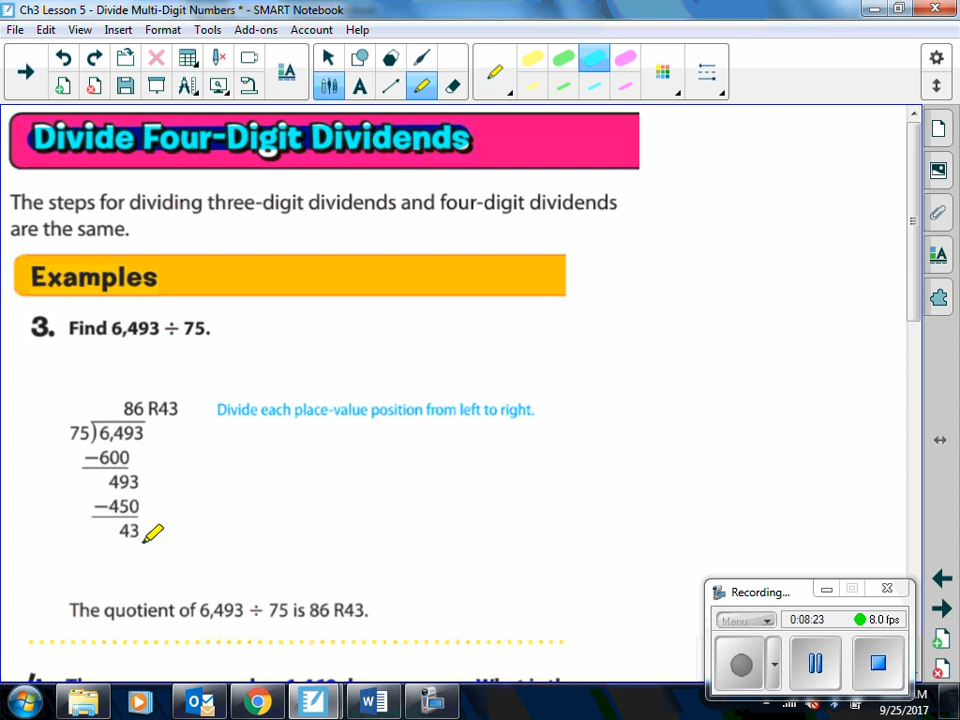 Ch3 Lesson 5 - Divide Multi-Digit Numbers * - SMART Notebook
File Edit View Insert Format Tools Add-ons Account Help
Divide Four-Digit Dividends
The steps for dividing three-digit dividends and four-digit dividends
are the same.
Examples
3. Find 6,493 ÷ 75.
86 R43 Divide each place-value position from left to right.
75)6,493
−600
493
−450
43
The quotient of 6,493 ÷ 75 is 86 R43.
Recording...
Menu 0:08:23 8.0 fps
9/25/2017